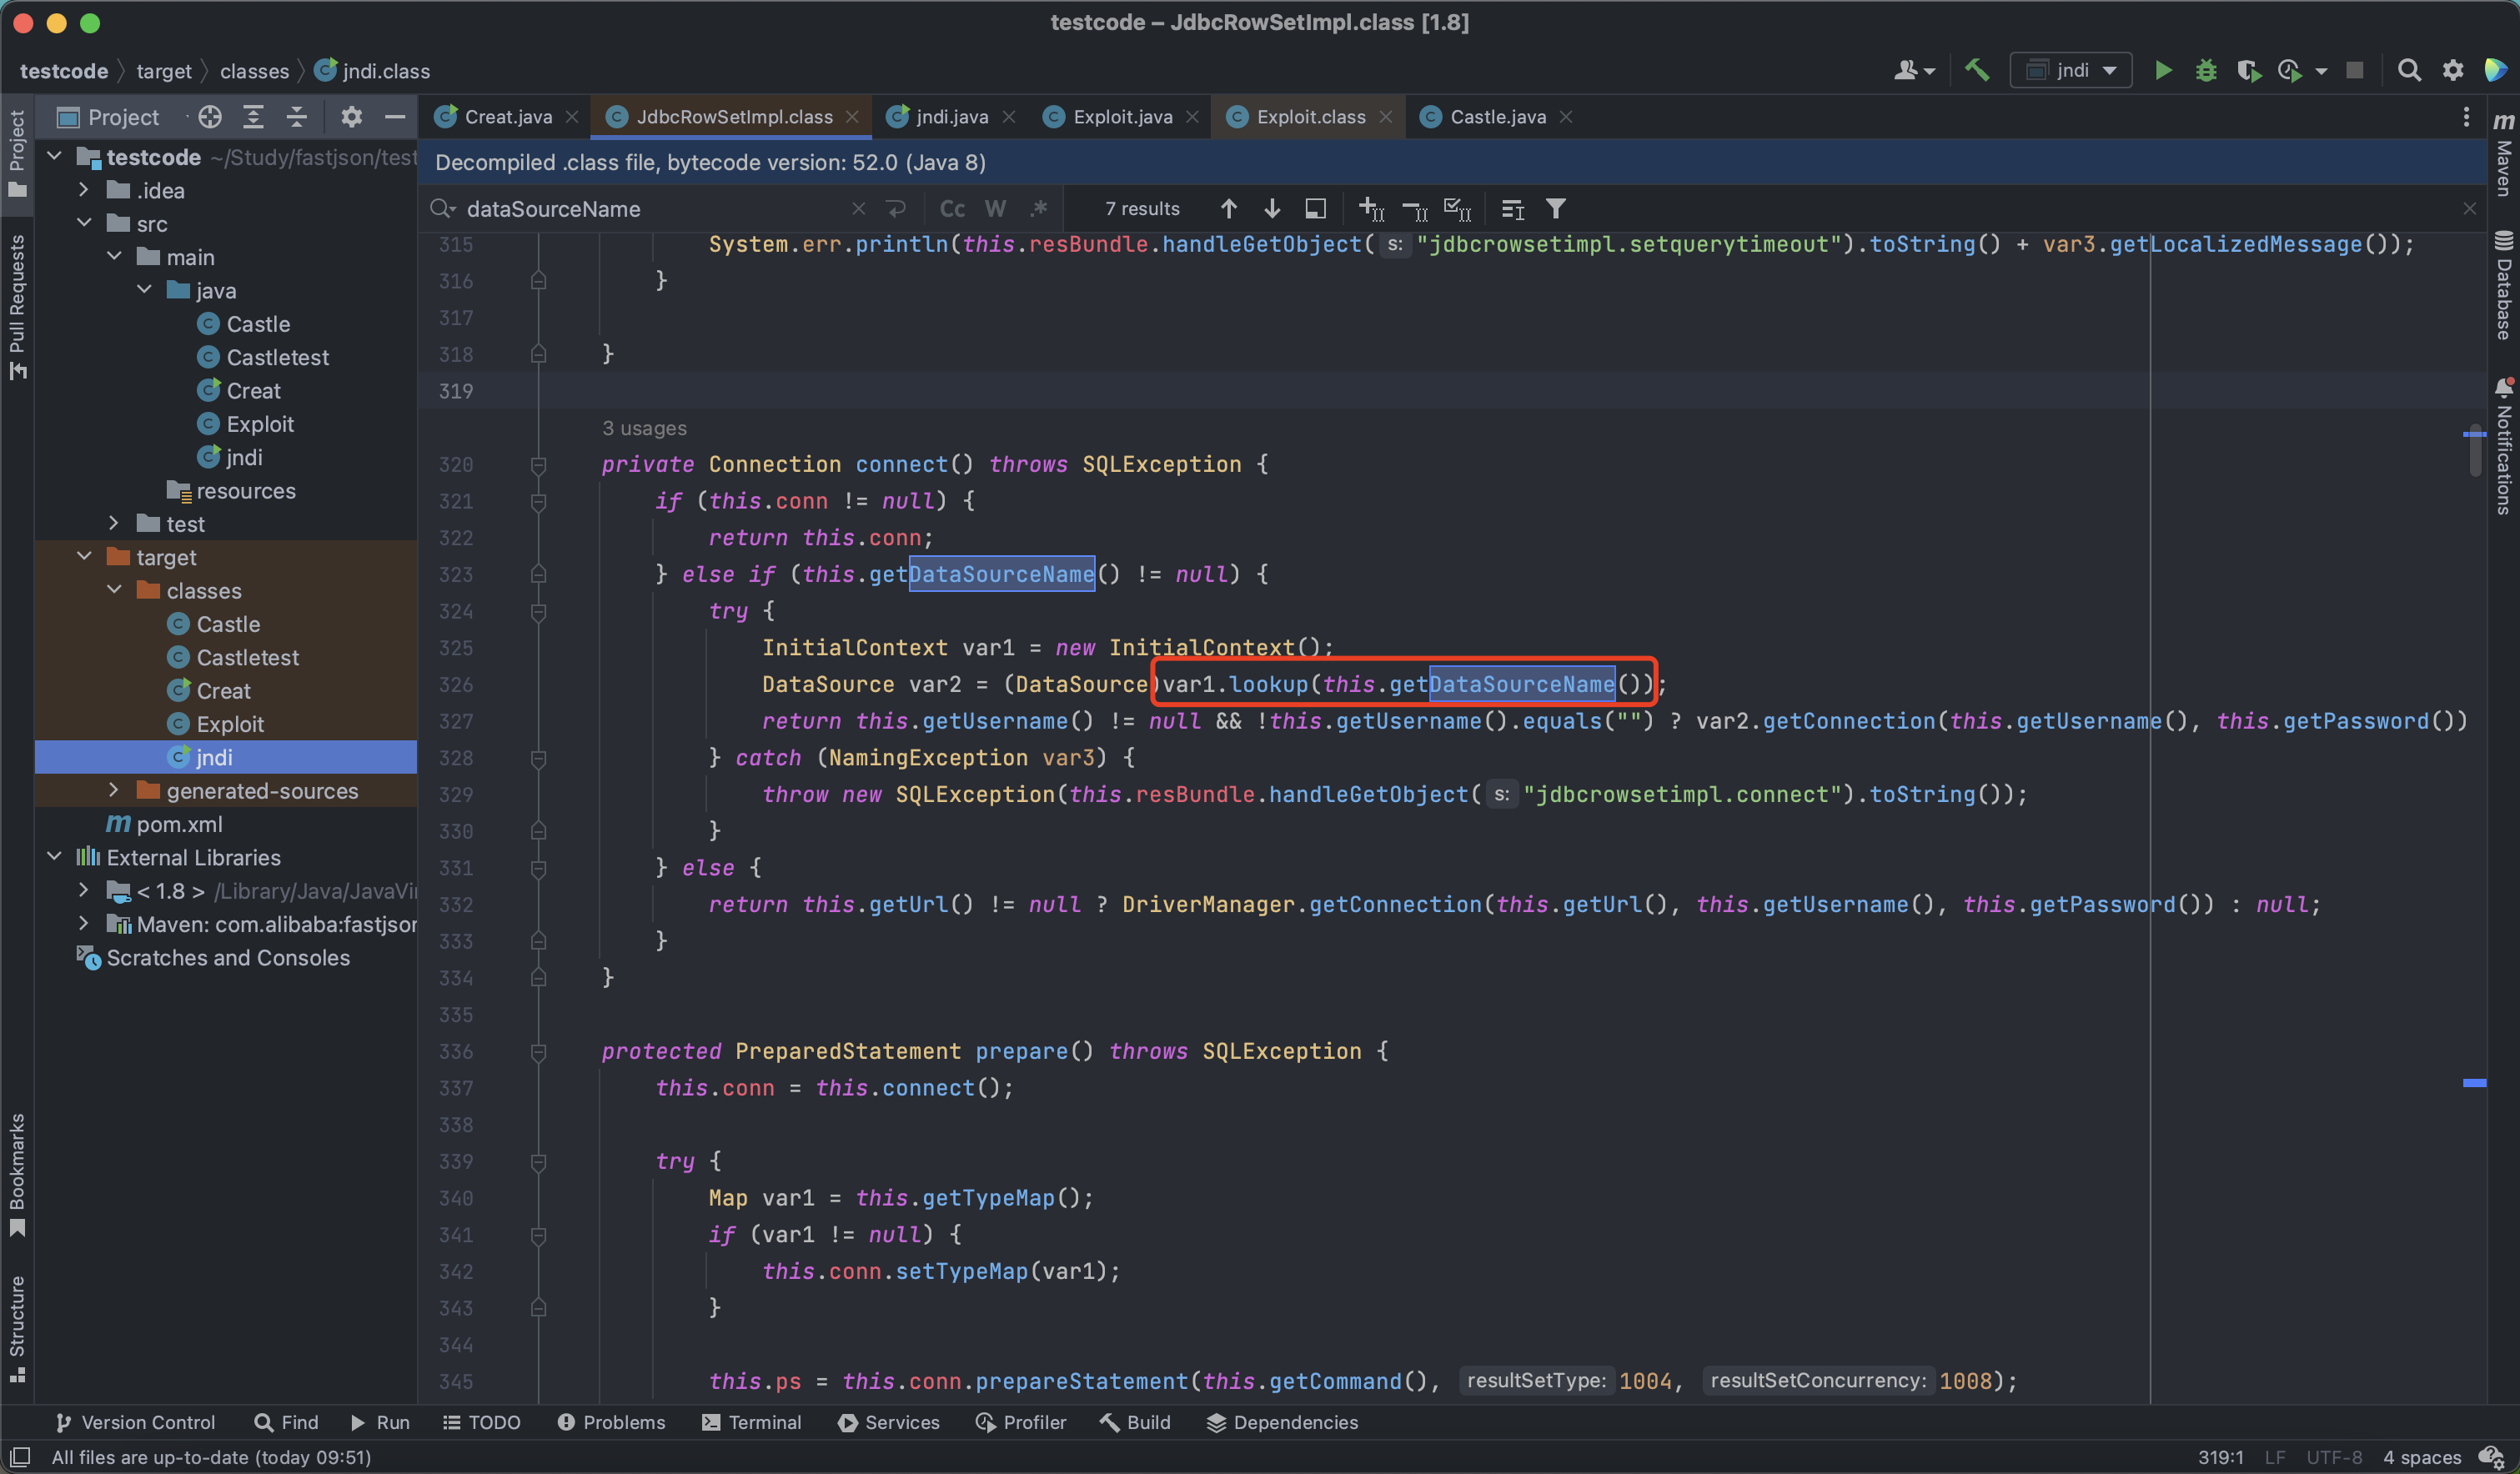 testcode – JdbcRowSetImpl.class [1.8]
testcode target classes jndi.class
jndi
Project
Creat.java JdbcRowSetImpl.class jndi.java Exploit.java Exploit.class Castle.java
Decompiled .class file, bytecode version: 52.0 (Java 8)
dataSourceName Cc W .* 7 results
Project
Pull Requests
Bookmarks
Structure
testcode ~/Study/fastjson/test
.idea
src
main
java
Castle
Castletest
Creat
Exploit
jndi
resources
test
target
classes
Castle
Castletest
Creat
Exploit
jndi
generated-sources
pom.xml
External Libraries
< 1.8 > /Library/Java/JavaVi
Maven: com.alibaba:fastjson
Scratches and Consoles
315 System.err.println(this.resBundle.handleGetObject( s: "jdbcrowsetimpl.setquerytimeout").toString() + var3.getLocalizedMessage());
316 }
317
318 }
319
3 usages
320 private Connection connect() throws SQLException {
321 if (this.conn != null) {
322 return this.conn;
323 } else if (this.getDataSourceName() != null) {
324 try {
325 InitialContext var1 = new InitialContext();
326 DataSource var2 = (DataSource)var1.lookup(this.getDataSourceName());
327 return this.getUsername() != null && !this.getUsername().equals("") ? var2.getConnection(this.getUsername(), this.getPassword())
328 } catch (NamingException var3) {
329 throw new SQLException(this.resBundle.handleGetObject( s: "jdbcrowsetimpl.connect").toString());
330 }
331 } else {
332 return this.getUrl() != null ? DriverManager.getConnection(this.getUrl(), this.getUsername(), this.getPassword()) : null;
333 }
334 }
335
336 protected PreparedStatement prepare() throws SQLException {
337 this.conn = this.connect();
338
339 try {
340 Map var1 = this.getTypeMap();
341 if (var1 != null) {
342 this.conn.setTypeMap(var1);
343 }
344
345 this.ps = this.conn.prepareStatement(this.getCommand(), resultSetType: 1004, resultSetConcurrency: 1008);
m Maven
Database
Notifications
Version Control Find Run TODO Problems Terminal Services Profiler Build Dependencies
All files are up-to-date (today 09:51) 319:1 LF UTF-8 4 spaces